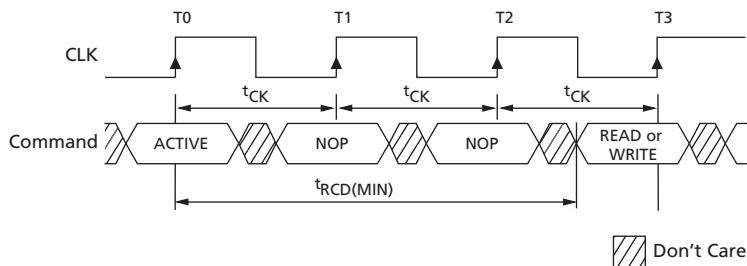 T0 T1 T2 T3
CLK
tCK tCK tCK
Command ACTIVE NOP NOP READ or
WRITE
tRCD(MIN)
Don't Care